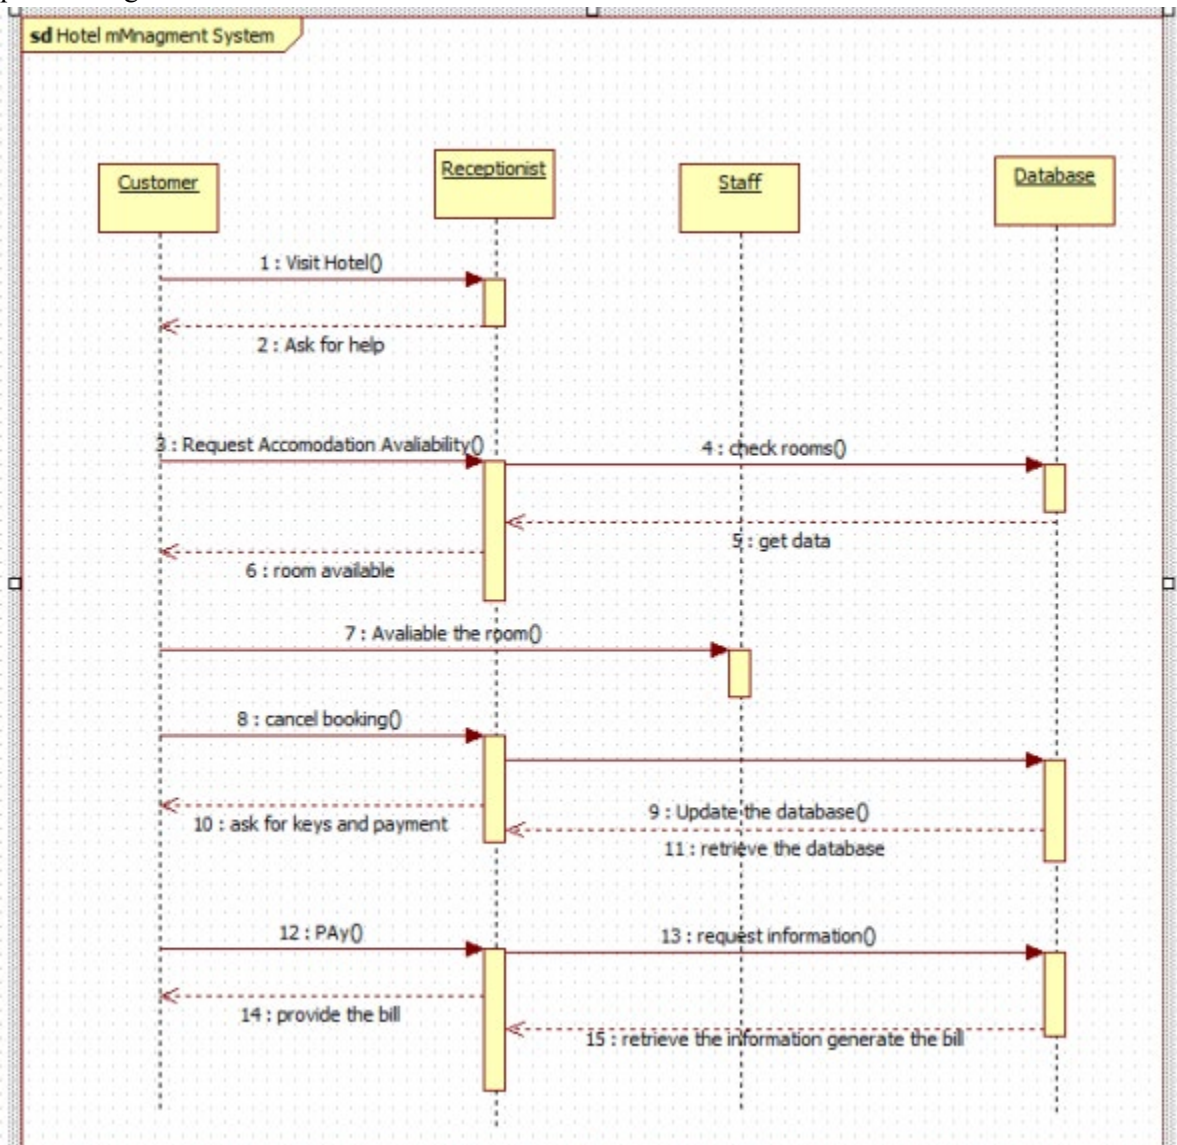 sd Hotel mMnagment System
Customer
Receptionist
Staff
Database
1 : Visit Hotel()
2 : Ask for help
3 : Request Accomodation Avaliability()
4 : check rooms()
5 : get data
6 : room available
7 : Avaliable the room()
8 : cancel booking()
9 : Update the database()
10 : ask for keys and payment
11 : retrieve the database
12 : PAy()
13 : request information()
14 : provide the bill
15 : retrieve the information generate the bill